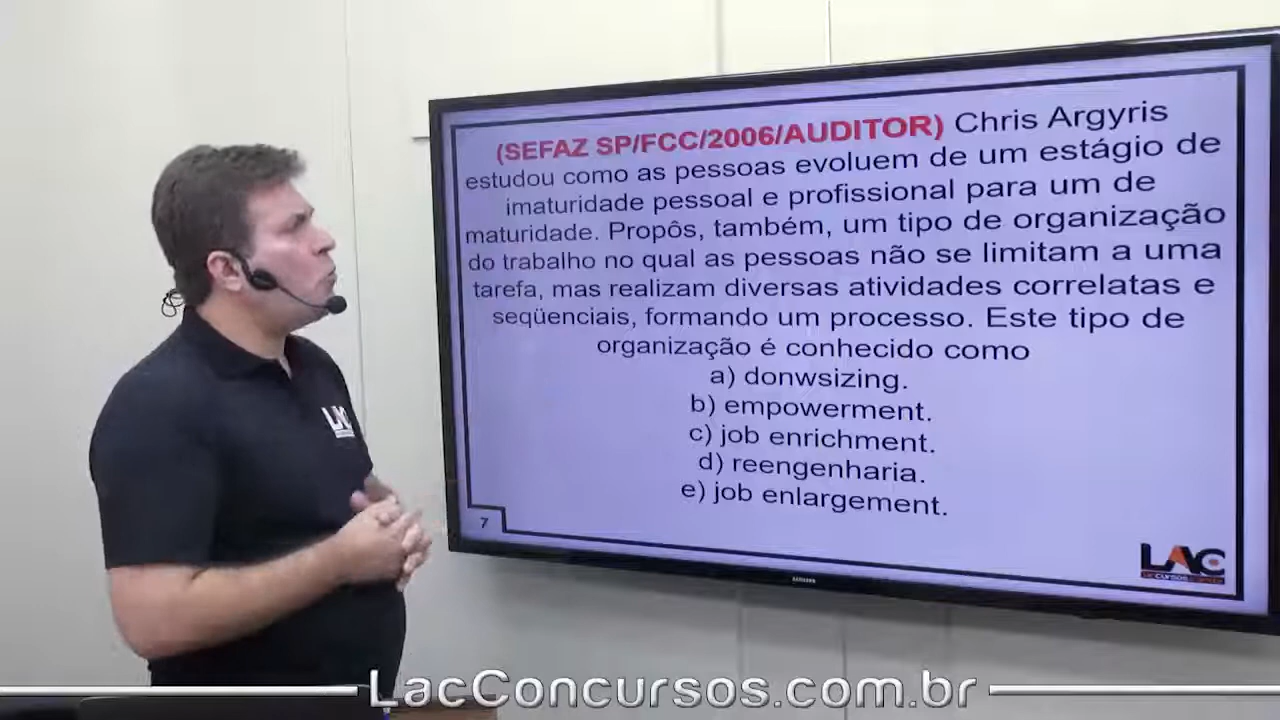 (SEFAZ SP/FCC/2006/AUDITOR) Chris Argyris
estudou como as pessoas evoluem de um estágio de
imaturidade pessoal e profissional para um de
maturidade. Propôs, também, um tipo de organização
do trabalho no qual as pessoas não se limitam a uma
tarefa, mas realizam diversas atividades correlatas e
seqüenciais, formando um processo. Este tipo de
organização é conhecido como
a) donwsizing.
b) empowerment.
c) job enrichment.
d) reengenharia.
e) job enlargement.
7
LAC
LAC
LacConcursos.com.br